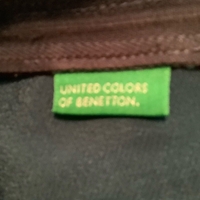 UNITED COLORS
OF BENETTON.